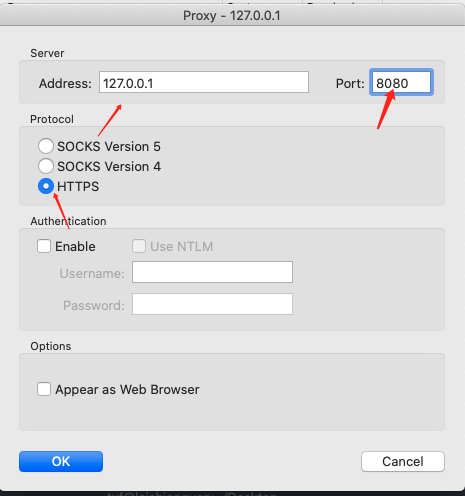 Proxy - 127.0.0.1
Server
Address: 127.0.0.1 Port: 8080
Protocol
SOCKS Version 5
SOCKS Version 4
HTTPS
Authentication
Enable Use NTLM
Username:
Password:
Options
Appear as Web Browser
OK Cancel